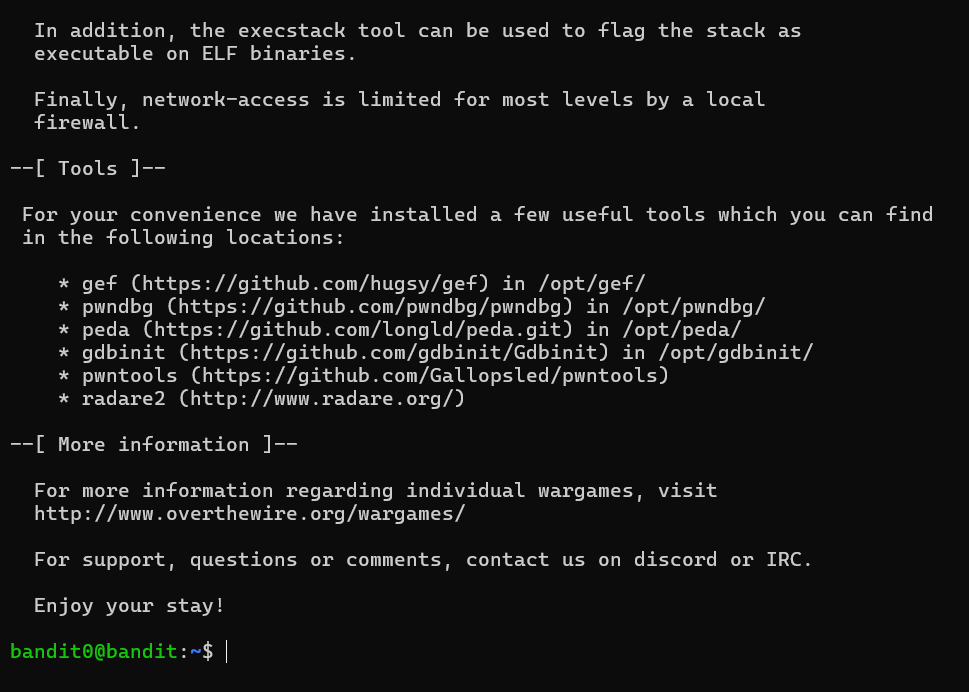 In addition, the execstack tool can be used to flag the stack as
executable on ELF binaries.
Finally, network-access is limited for most levels by a local
firewall.
--[ Tools ]--
For your convenience we have installed a few useful tools which you can find
in the following locations:
* gef (https://github.com/hugsy/gef) in /opt/gef/
* pwndbg (https://github.com/pwndbg/pwndbg) in /opt/pwndbg/
* peda (https://github.com/longld/peda.git) in /opt/peda/
* gdbinit (https://github.com/gdbinit/Gdbinit) in /opt/gdbinit/
* pwntools (https://github.com/Gallopsled/pwntools)
* radare2 (http://www.radare.org/)
--[ More information ]--
For more information regarding individual wargames, visit
http://www.overthewire.org/wargames/
For support, questions or comments, contact us on discord or IRC.
Enjoy your stay!
bandit0@bandit:~$